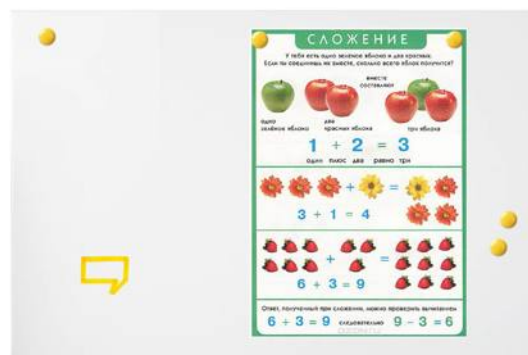 СЛОЖЕНИЕ
У тебя есть одно зелёное яблоко и два красных.
Если ты соединишь их вместе, сколько всего яблок получится?
вместе
составляют
одно
зелёное яблоко
два
красных яблока
три яблока
1 + 2 = 3
один плюс два равно три
+ =
3 + 1 = 4
+ =
6 + 3 = 9
Ответ, полученный при сложении, можно проверить вычитанием
6 + 3 = 9 следовательно 9 − 3 = 6